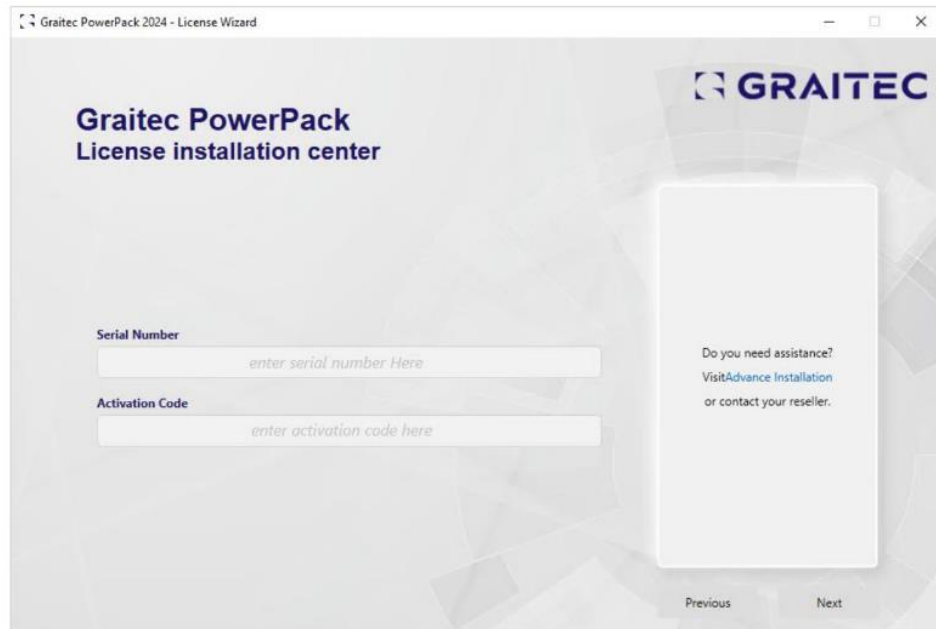 Graitec PowerPack 2024 - License Wizard
GRAITEC
Graitec PowerPack
License installation center
Serial Number
enter serial number Here
Activation Code
enter activation code here
Do you need assistance?
VisitAdvance Installation
or contact your reseller.
Previous
Next